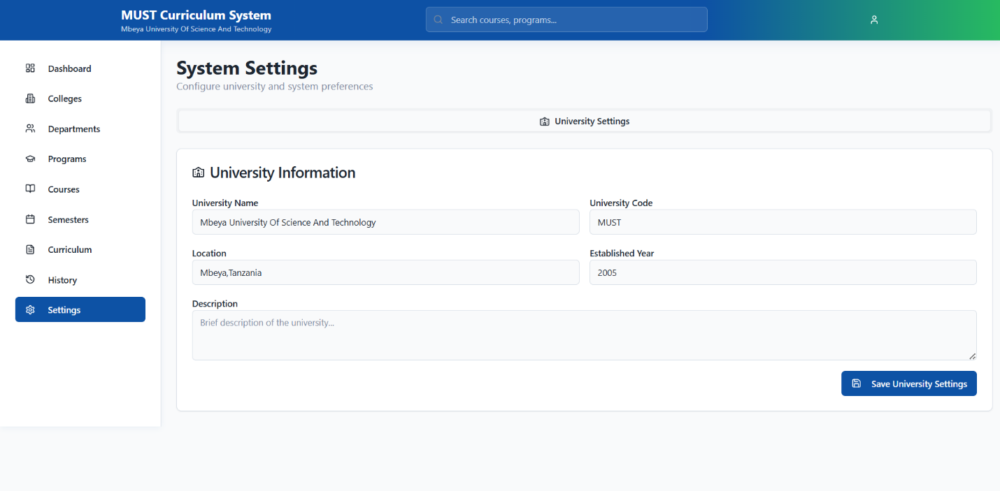 MUST Curriculum System
Mbeya University Of Science And Technology
Search courses, programs...
Dashboard
Colleges
Departments
Programs
Courses
Semesters
Curriculum
History
Settings
System Settings
Configure university and system preferences
University Settings
University Information
University Name
University Code
Mbeya University Of Science And Technology
MUST
Location
Established Year
Mbeya,Tanzania
2005
Description
Brief description of the university...
Save University Settings